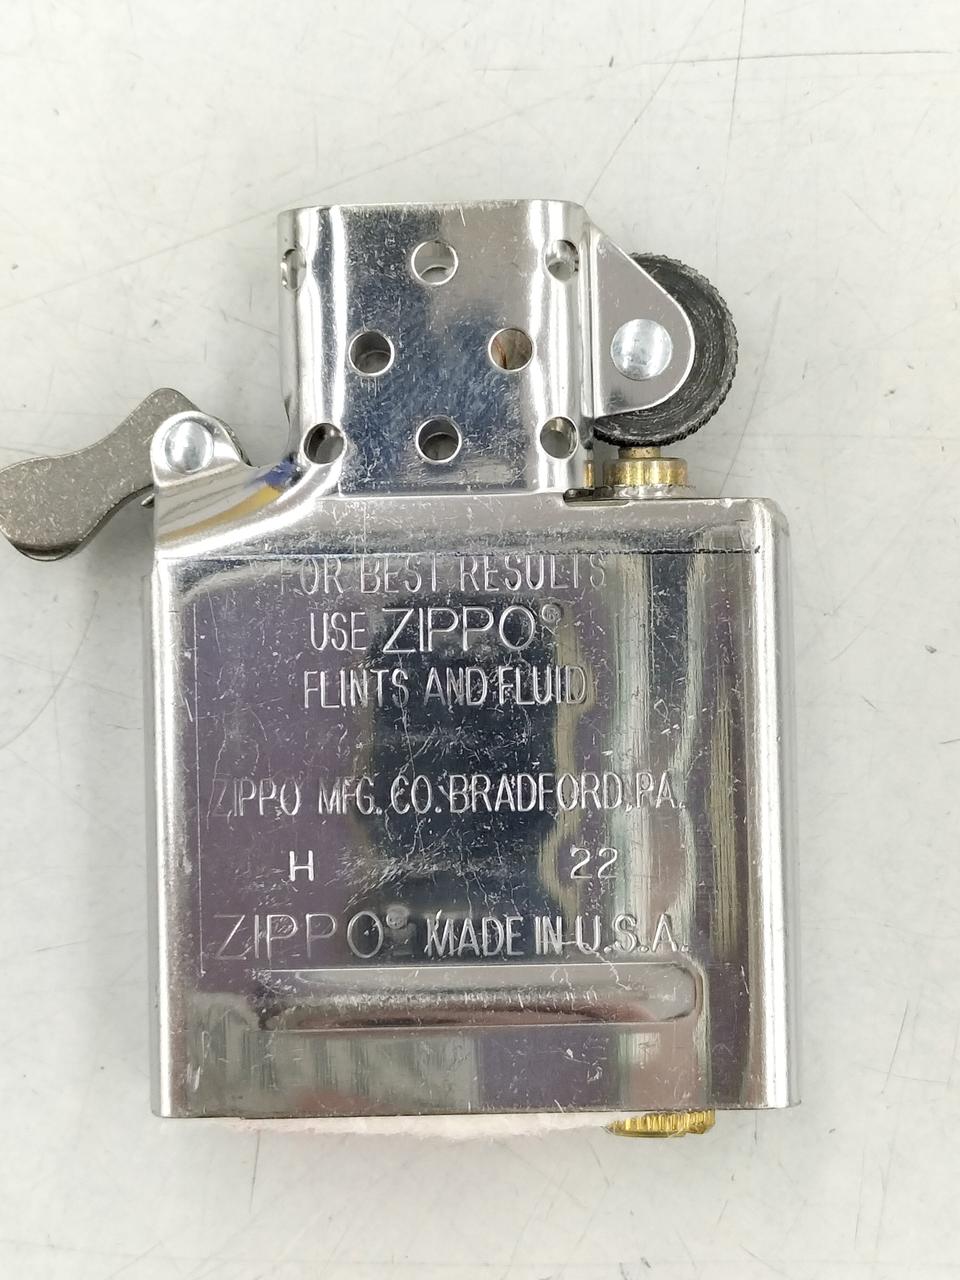 FOR BEST RESULTS
USE ZIPPO®
FLINTS AND FLUID
ZIPPO MFG. CO. BRADFORD, PA.
H 22
ZIPPO® MADE IN U.S.A.